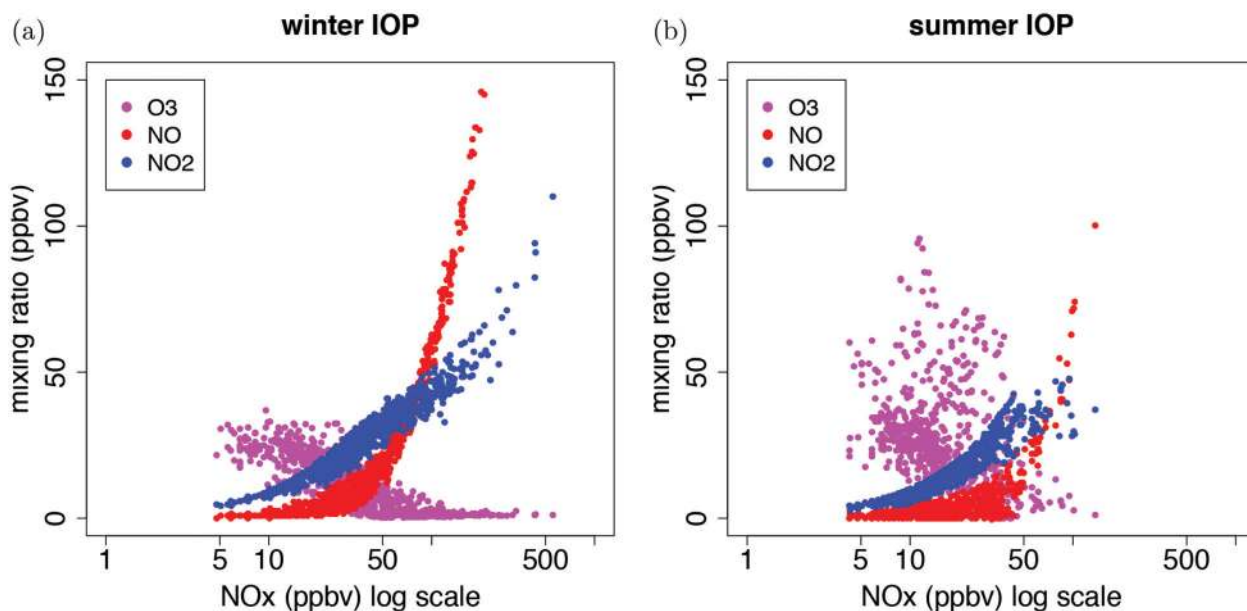 (a) winter IOP
mixing ratio (ppbv)
150
100
50
0
O3
NO
NO2
1 5 10 50 500
NOx (ppbv) log scale
(b) summer IOP
mixing ratio (ppbv)
150
100
50
0
O3
NO
NO2
1 5 10 50 500
NOx (ppbv) log scale